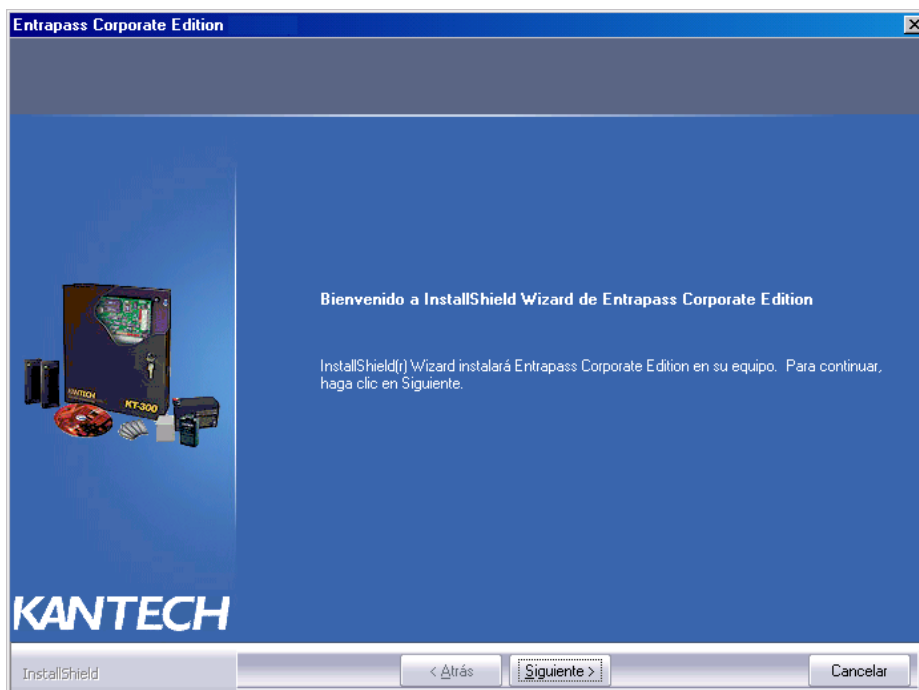 Entrapass Corporate Edition
Bienvenido a InstallShield Wizard de Entrapass Corporate Edition
InstallShield(r) Wizard instalará Entrapass Corporate Edition en su equipo. Para continuar,
haga clic en Siguiente.
KANTECH
KT-300
KANTECH
InstallShield
< Atrás
Siguiente >
Cancelar